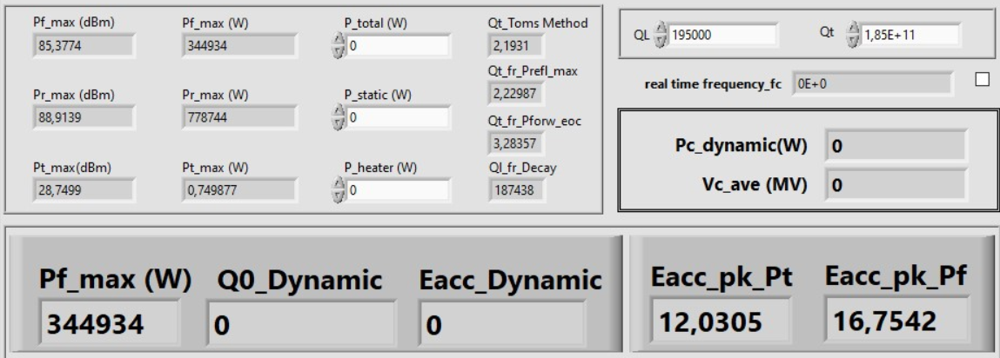 Pf_max (dBm) Pf_max (W) P_total (W) Qt_Toms Method
85,3774 344934 0 2,1931
Qt_fr_Prefl_max
2,22987
Pr_max (dBm) Pr_max (W) P_static (W)
88,9139 778744 0
Qt_fr_Pforw_eoc
3,28357
Pt_max(dBm) Pt_max (W) P_heater (W) Ql_fr_Decay
28,7499 0,749877 0 187438
QL 195000 Qt 1,85E+11
real time frequency_fc 0E+0
Pc_dynamic(W) 0
Vc_ave (MV) 0
Pf_max (W) Q0_Dynamic Eacc_Dynamic Eacc_pk_Pt Eacc_pk_Pf
344934 0 0 12,0305 16,7542